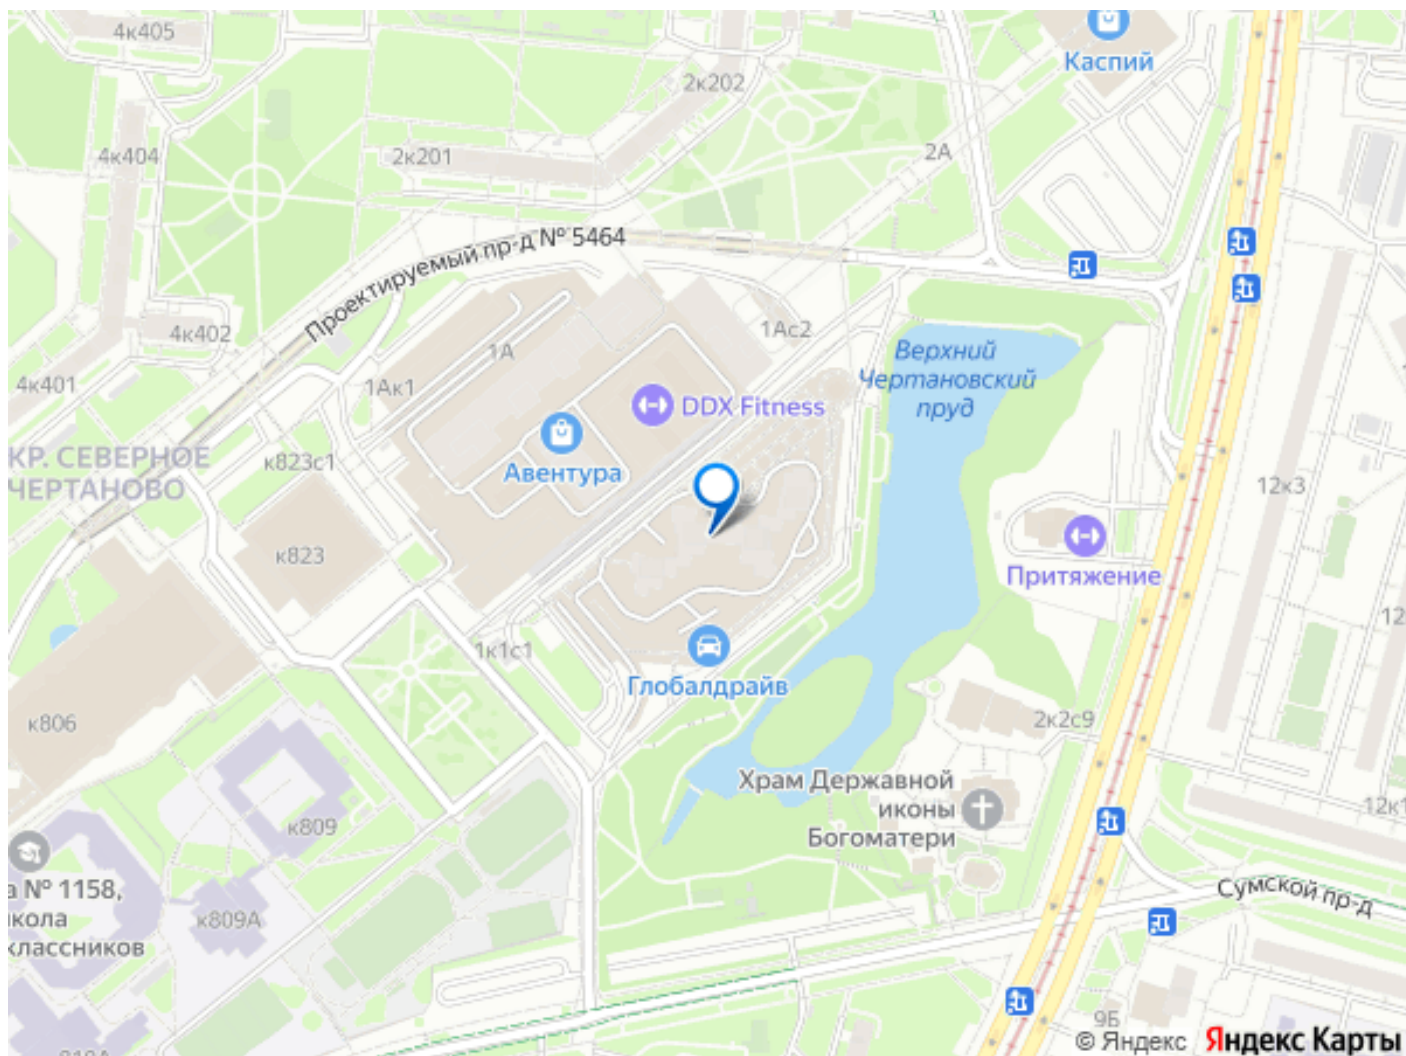 4к405
Каспий
2к202
4к404
2к201
2А
Проектируемый пр-д № 5464
4к402
1А
1Ас2
Верхний
Чертановский
пруд
4к401
1Ак1
DDX Fitness
КР. СЕВЕРНОЕ
ЧЕРТАНОВО
к823с1
Авентура
12к3
к823
Притяжение
12
1к1с1
Глобалдрайв
к806
2к2с9
Храм Державной
иконы
Богоматери
12к1
к809
а № 1158,
кола
классников
к809А
Сумской пр-д
9Б
© Яндекс Яндекс Карты